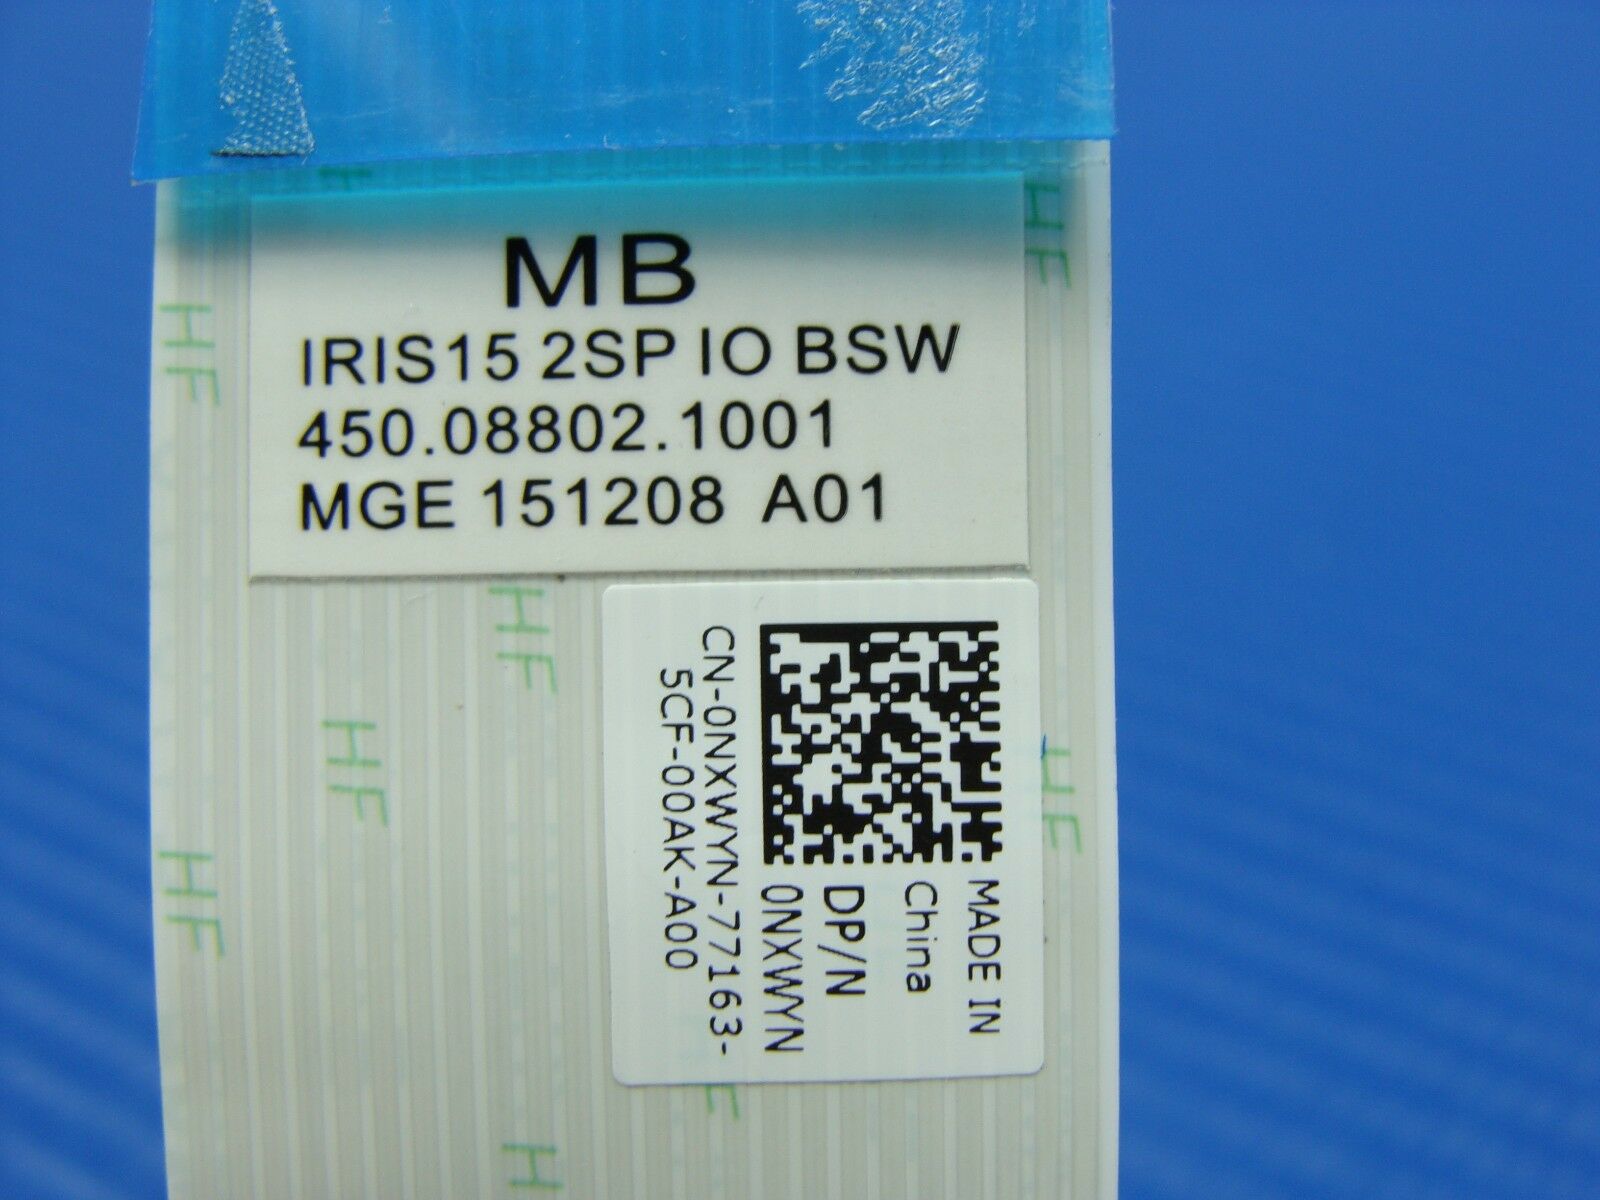 MB
IRIS15 2SP IO BSW
450.08802.1001
MGE 151208 A01
MADE IN
China
DP/N
0NXWYN
CN-0NXWYN-77163-
5CF-00AK-A00
HF
HF
HF
HF
HF
HF
F
H